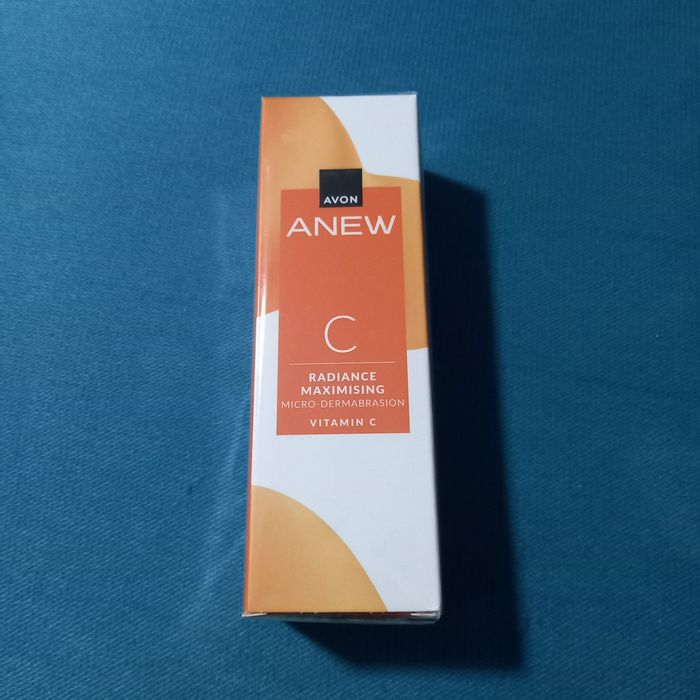 AVON
ANEW
C
RADIANCE
MAXIMISING
MICRO-DERMABRASION
VITAMIN C